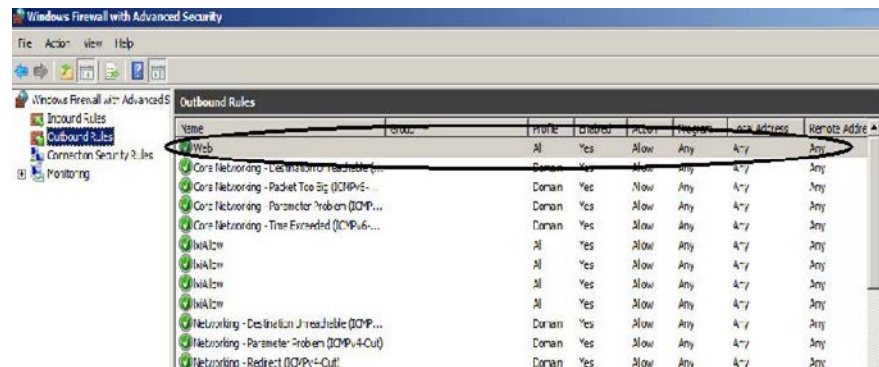 Windows Firewall with Advanced Security
File Action View Help
Windows Firewall with Advanced S
Inbound Rules
Outbound Rules
Connection Security Rules
Monitoring
Outbound Rules
Name Group Profile Enabled Action Program Local Address Remote Addre
Web All Yes Allow Any Any Any
Core Networking - Destination Unreachable (... Domain Yes Allow Any Any Any
Core Networking - Packet Too Big (ICMPv6-... Domain Yes Allow Any Any Any
Core Networking - Parameter Problem (ICMP... Domain Yes Allow Any Any Any
Core Networking - Time Exceeded (ICMPv6-... Domain Yes Allow Any Any Any
All Yes Allow Any Any Any
All Yes Allow Any Any Any
All Yes Allow Any Any Any
All Yes Allow Any Any Any
Networking - Destination Unreachable (ICMP... Domain Yes Allow Any Any Any
Networking - Parameter Problem (ICMPv4-Out) Domain Yes Allow Any Any Any
Networking - Redirect (ICMPv4-Out) Domain Yes Allow Any Any Any